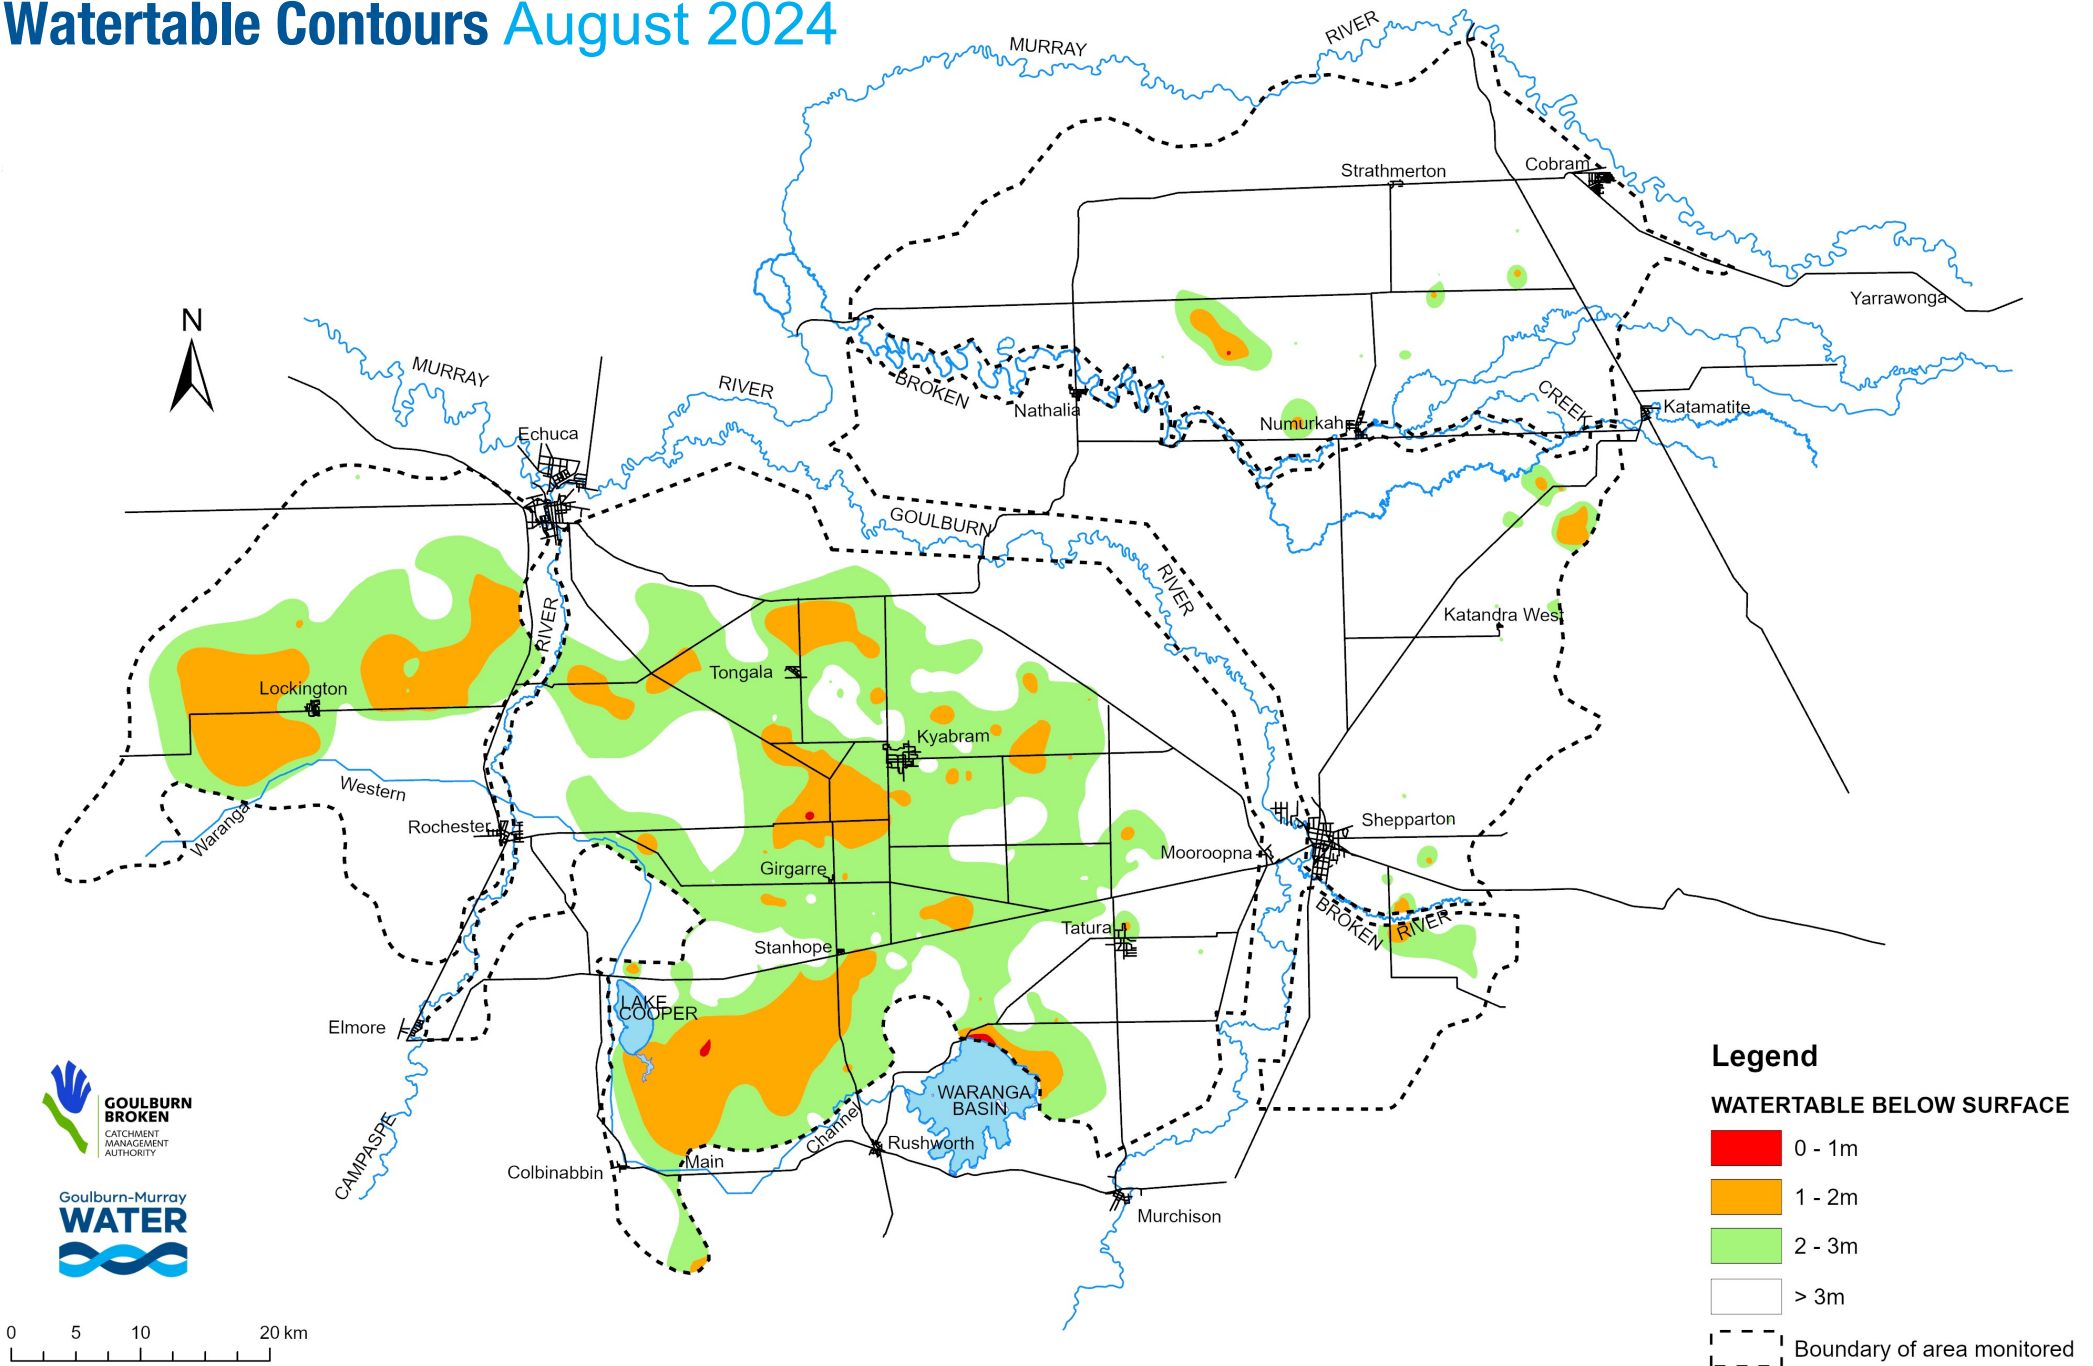 Watertable Contours August 2024
MURRAY
RIVER
Strathmerton
Cobram
Yarrawonga
N
MURRAY
RIVER
BROKEN
Nathalia
Numurkah
CREEK
Katamatite
Echuca
GOULBURN
RIVER
RIVER
Katandra West
Tongala
Lockington
Kyabram
Western
Waranga
Rochester
Shepparton
Mooroopna
Girgarre
BROKEN
RIVER
Tatura
Stanhope
LAKE
COOPER
Elmore
WARANGA
BASIN
Channel
Rushworth
Main
Colbinabbin
CAMPASPE
Murchison
GOULBURN
BROKEN
CATCHMENT
MANAGEMENT
AUTHORITY
Goulburn-Murray
WATER
0 5 10 20 km
Legend
WATERTABLE BELOW SURFACE
0 - 1m
1 - 2m
2 - 3m
> 3m
Boundary of area monitored